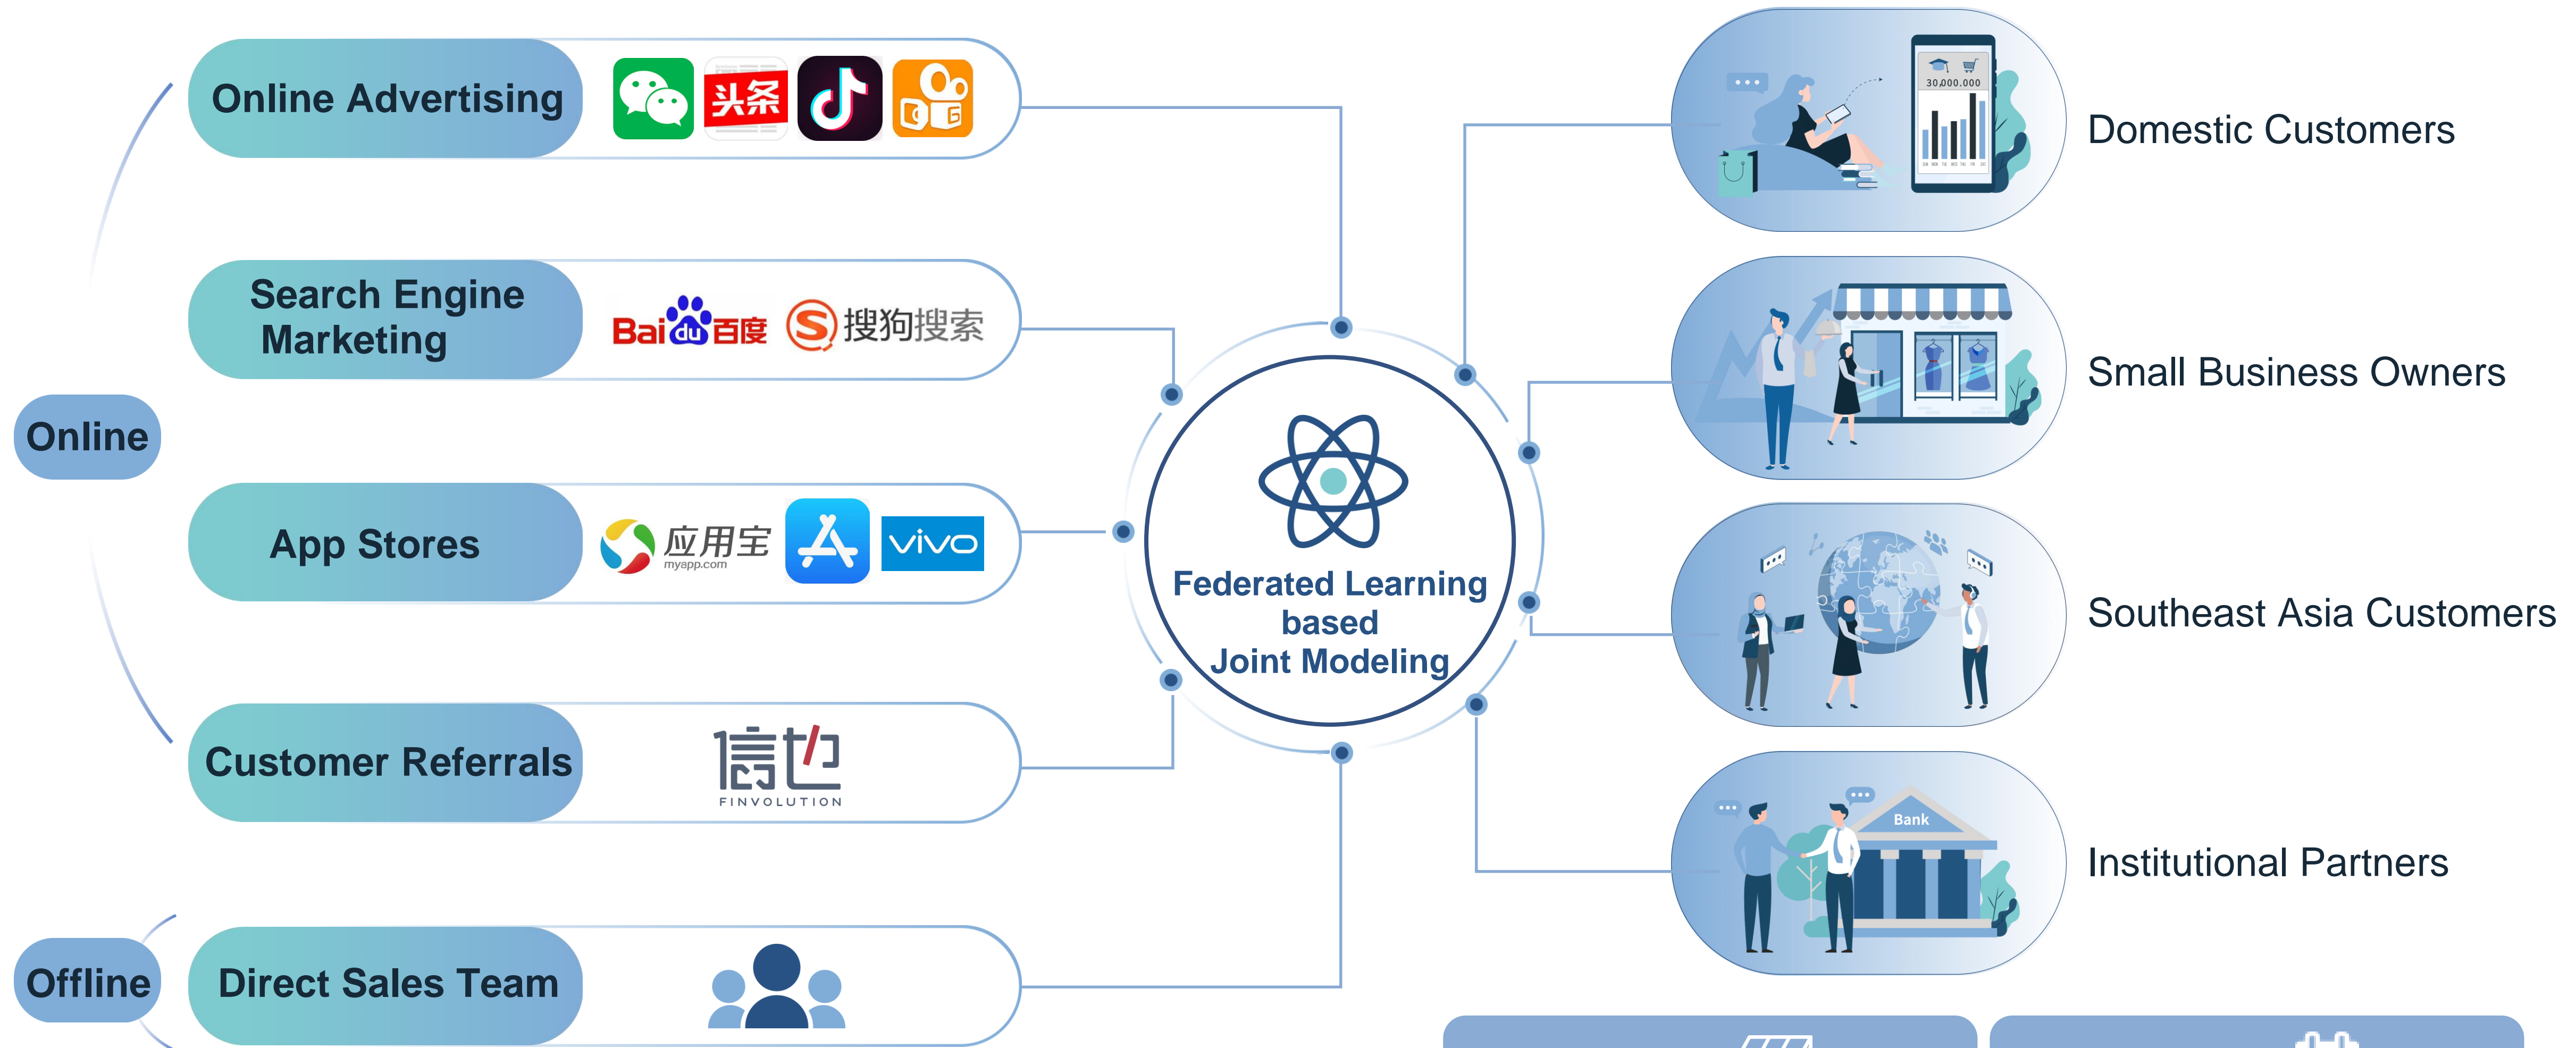 Online
Online Advertising
头条
Search Engine
Marketing
Bai du 百度
S 搜狗搜索
App Stores
应用宝
myapp.com
vivo
Customer Referrals
信也
FINVOLUTION
Offline
Direct Sales Team
Federated Learning
based
Joint Modeling
30,000.000
Domestic Customers
Small Business Owners
Southeast Asia Customers
Bank
Institutional Partners